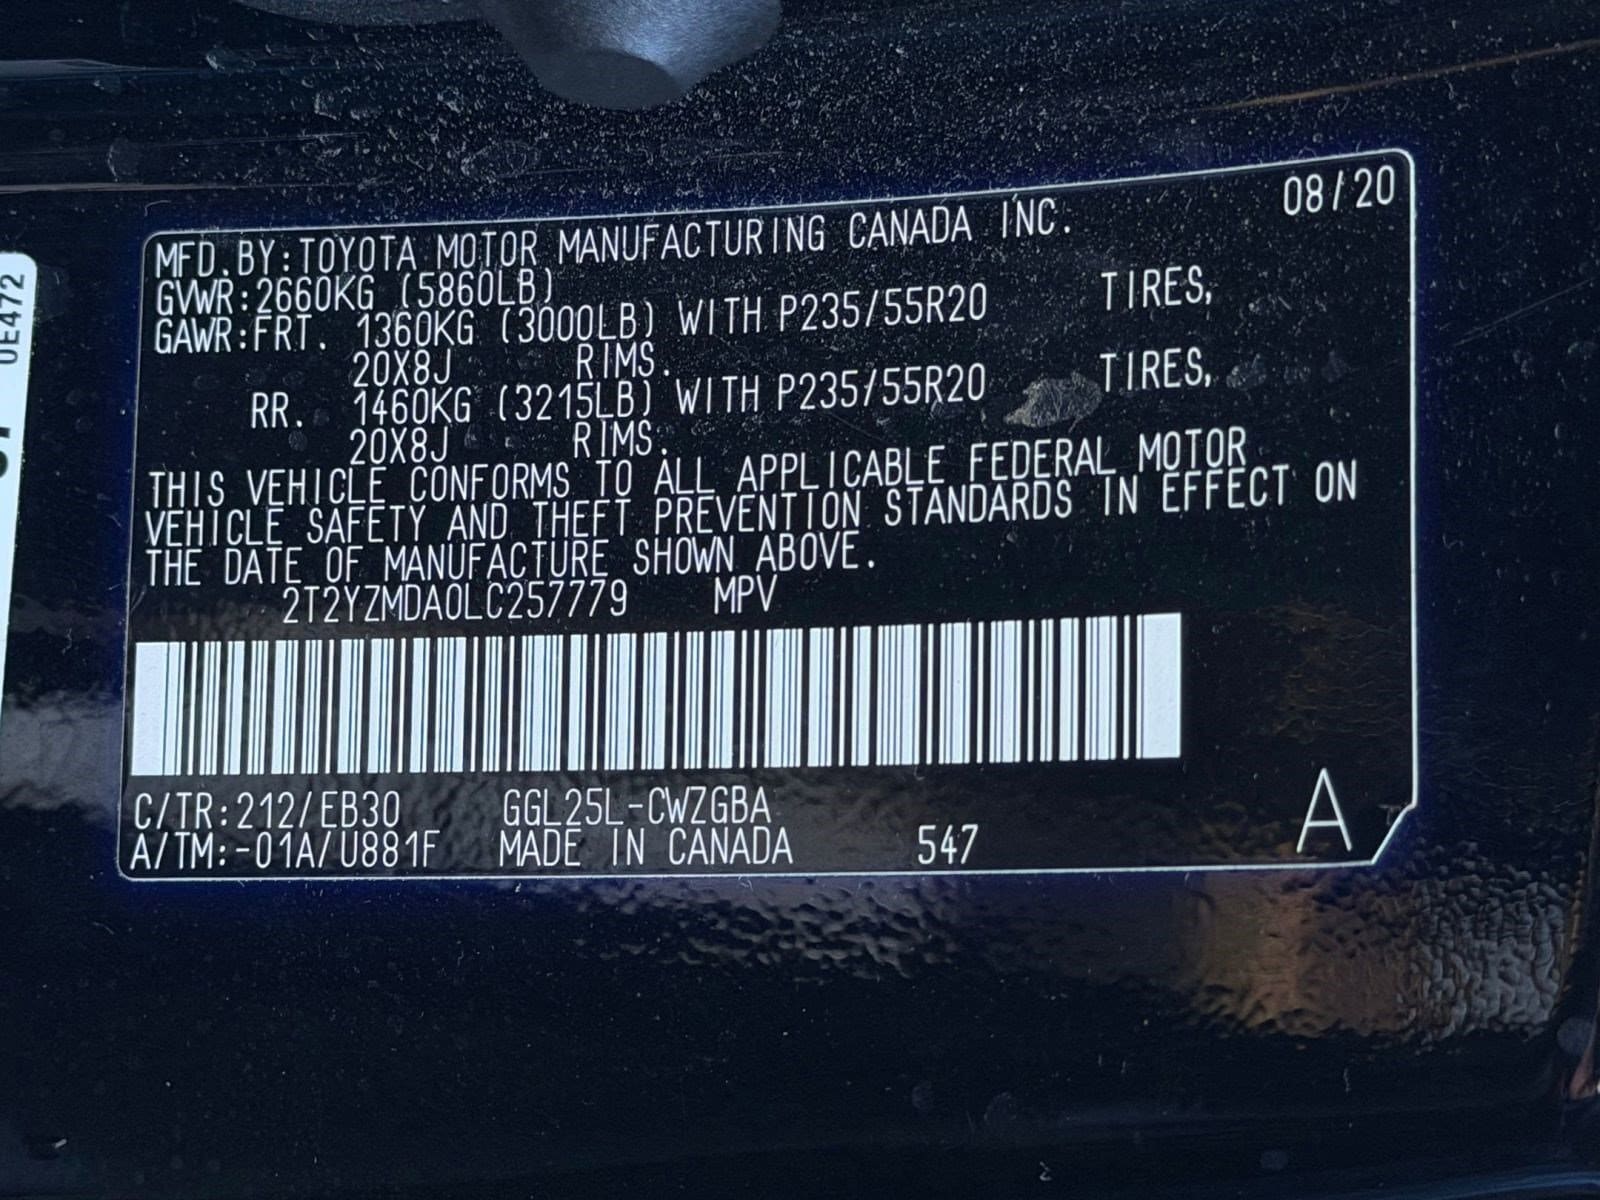 08/20
MFD.BY:TOYOTA MOTOR MANUFACTURING CANADA INC.
GVWR:2660KG (5860LB)
GAWR:FRT. 1360KG (3000LB) WITH P235/55R20 TIRES,
20X8J RIMS.
RR. 1460KG (3215LB) WITH P235/55R20 TIRES,
20X8J RIMS.
THIS VEHICLE CONFORMS TO ALL APPLICABLE FEDERAL MOTOR
VEHICLE SAFETY AND THEFT PREVENTION STANDARDS IN EFFECT ON
THE DATE OF MANUFACTURE SHOWN ABOVE.
2T2YZMDA0LC257779 MPV
C/TR:212/EB30 GGL25L-CWZGBA
A/TM:-01A/U881F MADE IN CANADA 547
A
0E472